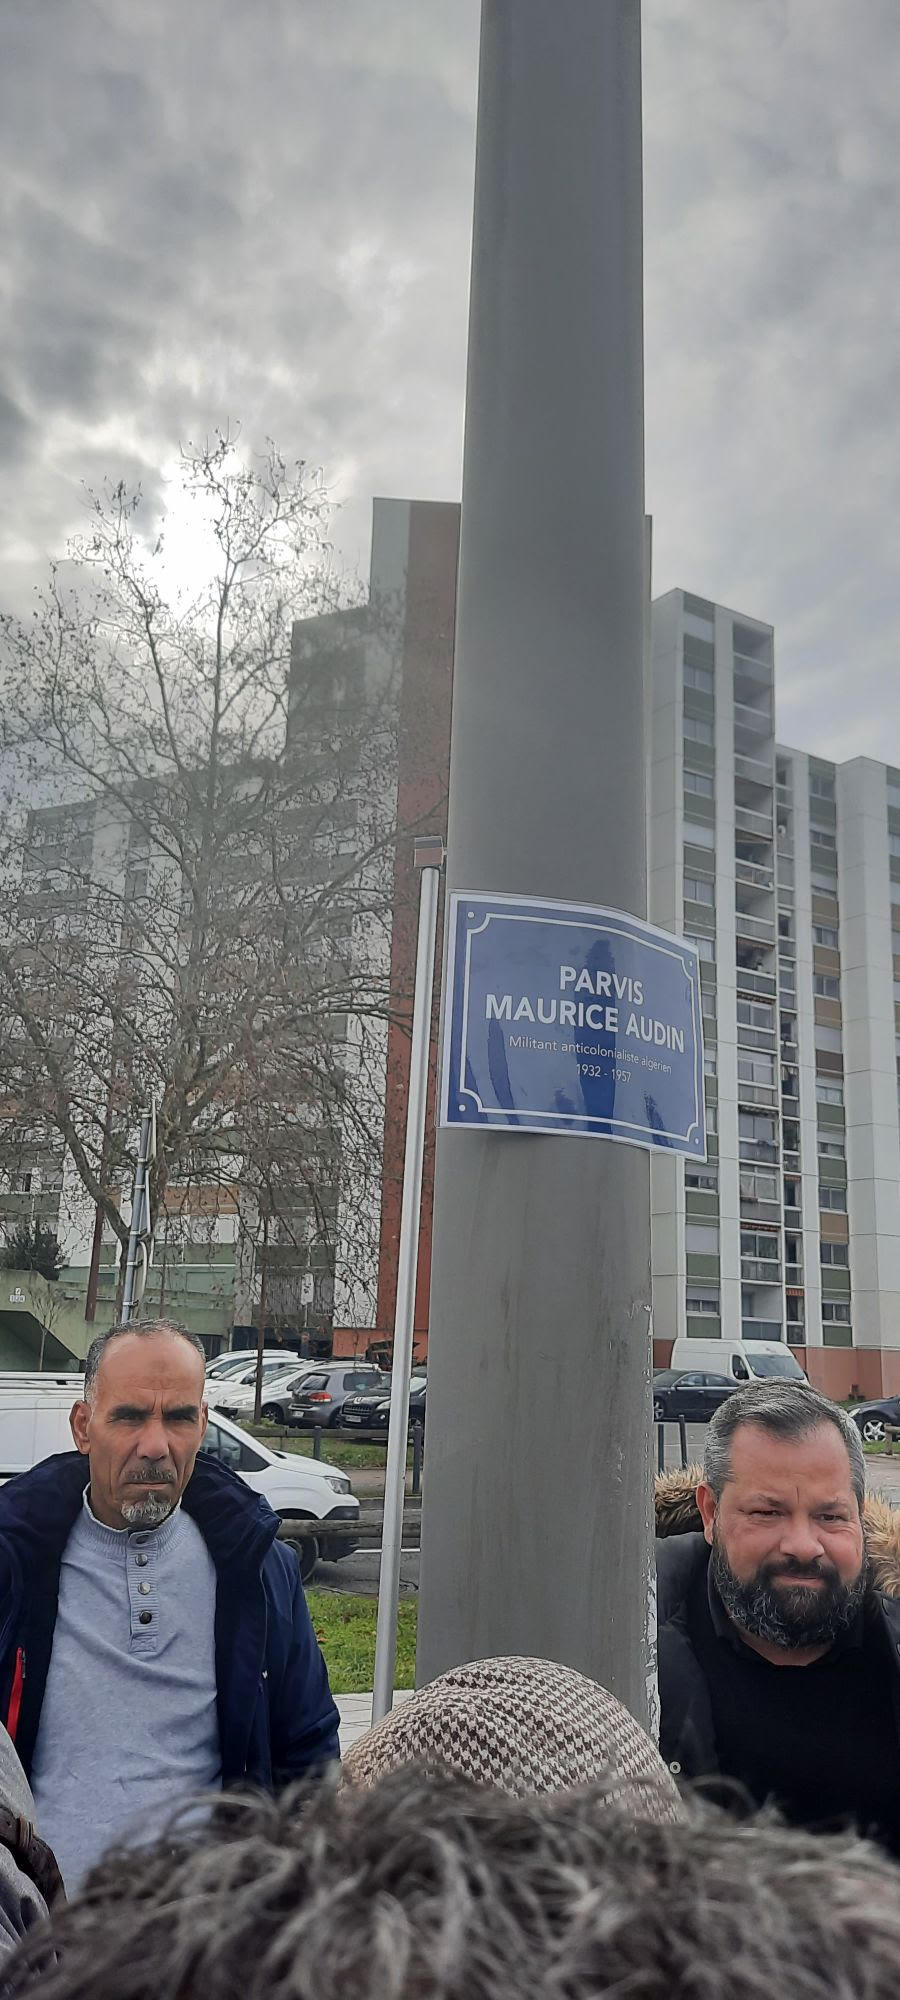 PARVIS
MAURICE AUDIN
Militant anticolonialiste algérien
1932 - 1957